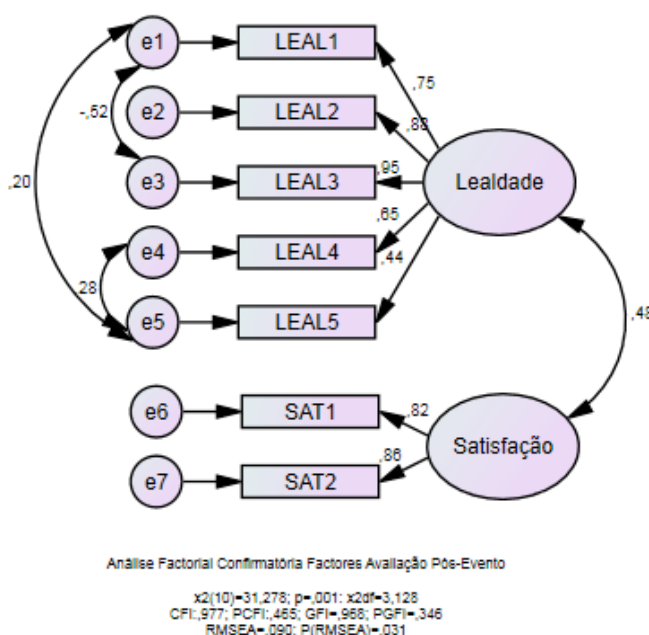 e1 LEAL1
,75
-,52 e2 LEAL2 ,88
,20 e3 LEAL3 ,95 Lealdade
,65
e4 LEAL4
,28 ,44
e5 LEAL5
,48
e6 SAT1 ,82
Satisfação
,86
e7 SAT2
Análise Factorial Confirmatória Factores Avaliação Pós-Evento
x2(10)=31,278; p=,001: x2df=3,128
CFI:,977; PCFI:,465; GFI=,968; PGFI=,346
RMSEA=,090; P(RMSEA)=,031